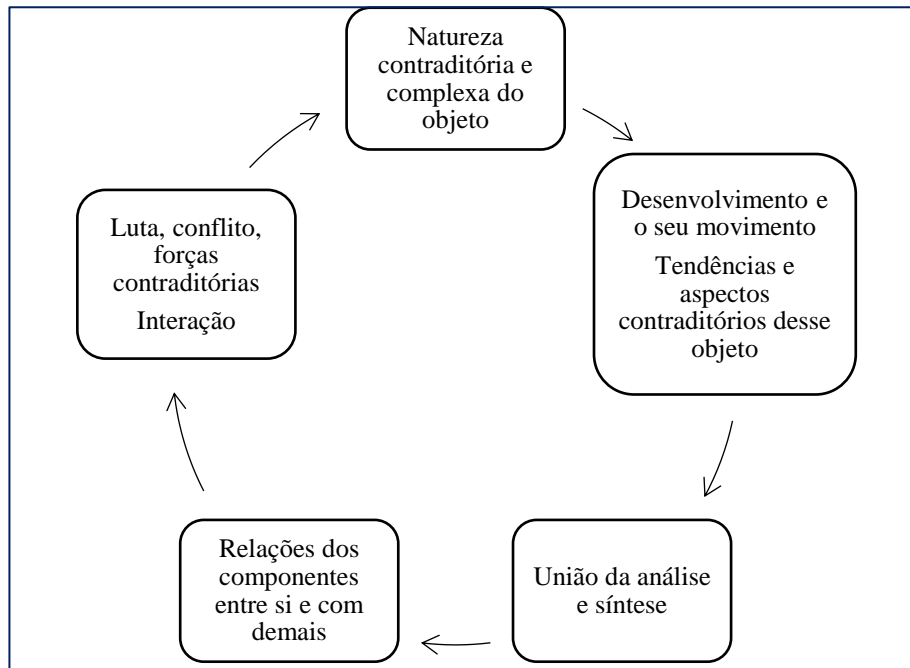 Natureza
contraditória e
complexa do
objeto
Desenvolvimento e
o seu movimento
Tendências e
aspectos
contraditórios desse
objeto
União da análise
e síntese
Relações dos
componentes
entre si e com
demais
Luta, conflito,
forças
contraditórias
Interação